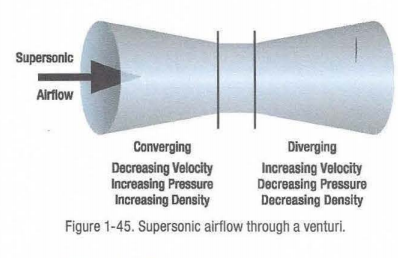 Supersonic
Airflow
Converging
Decreasing Velocity
Increasing Pressure
Increasing Density
Diverging
Increasing Velocity
Decreasing Pressure
Decreasing Density
Figure 1-45. Supersonic airflow through a venturi.